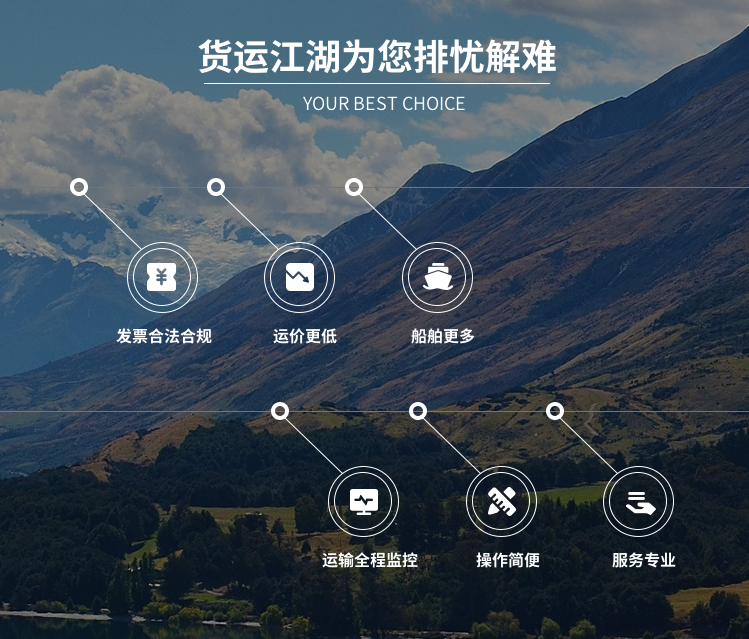 货运江湖为您排忧解难
YOUR BEST CHOICE
发票合法合规
运价更低
船舶更多
运输全程监控
操作简便
服务专业